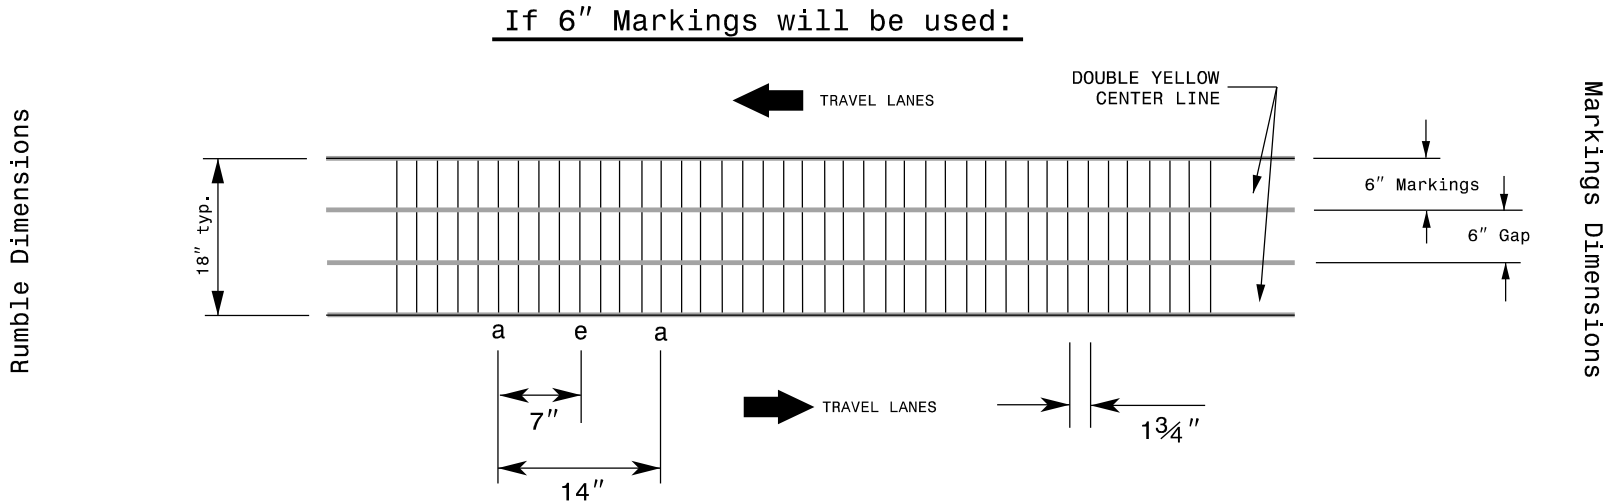 If 6" Markings will be used:
DOUBLE YELLOW
CENTER LINE
TRAVEL LANES
Rumble Dimensions
Markings Dimensions
18" typ.
6" Markings
6" Gap
a e a
7"
TRAVEL LANES
1¾"
14"